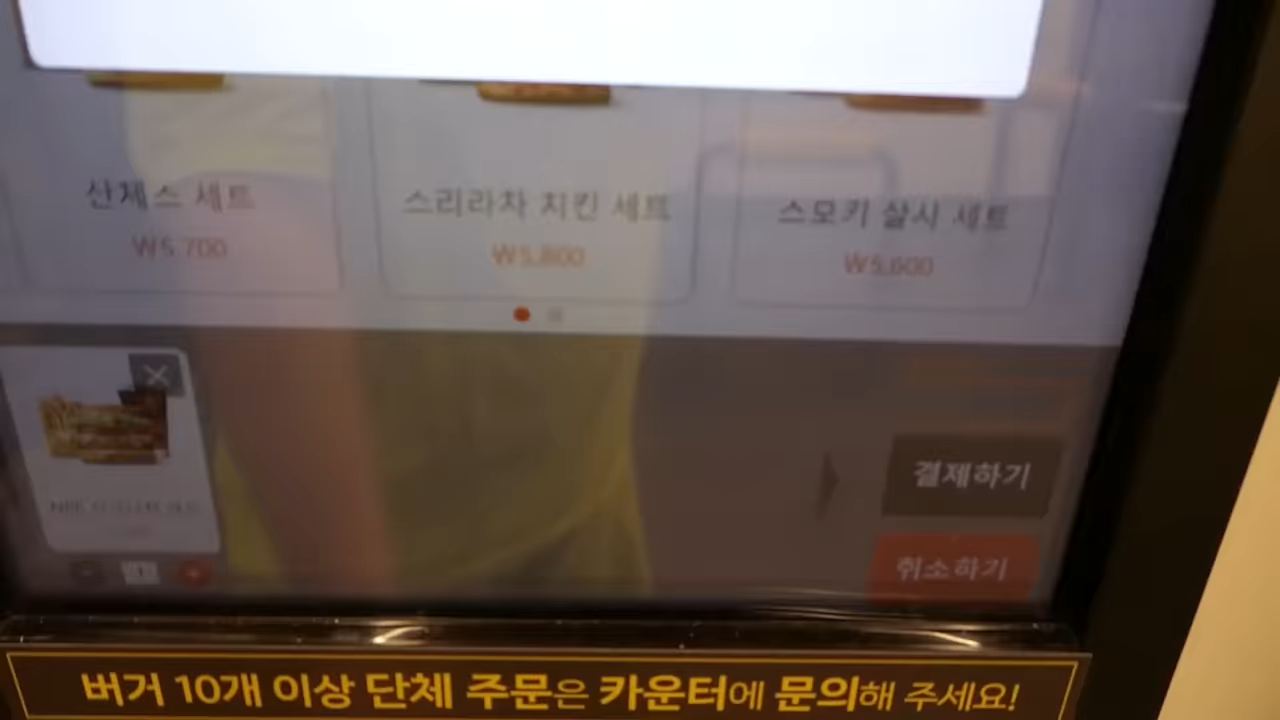 산체스 세트
₩5,700
스리라차 치킨 세트
₩5,800
스모키 살사 세트
₩5,600
결제하기
1
취소하기
버거 10개 이상 단체 주문은 카운터에 문의해 주세요!